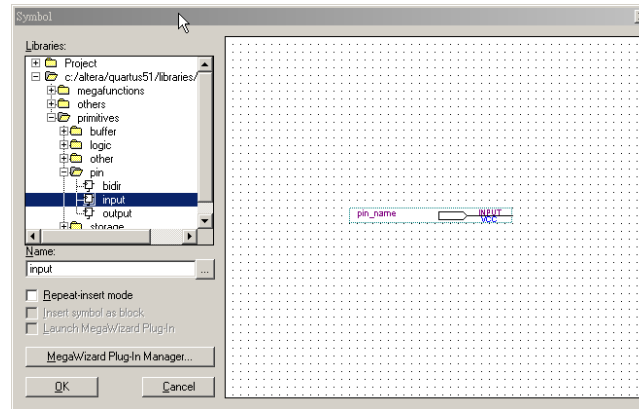 Symbol
Libraries:
Project
c:/altera/quartus51/libraries/
megafunctions
others
primitives
buffer
logic
other
pin
bidir
input
output
storage
Name:
input
...
Repeat-insert mode
Insert symbol as block
Launch MegaWizard Plug-In
MegaWizard Plug-In Manager...
OK
Cancel
pin_name
INPUT
VCC